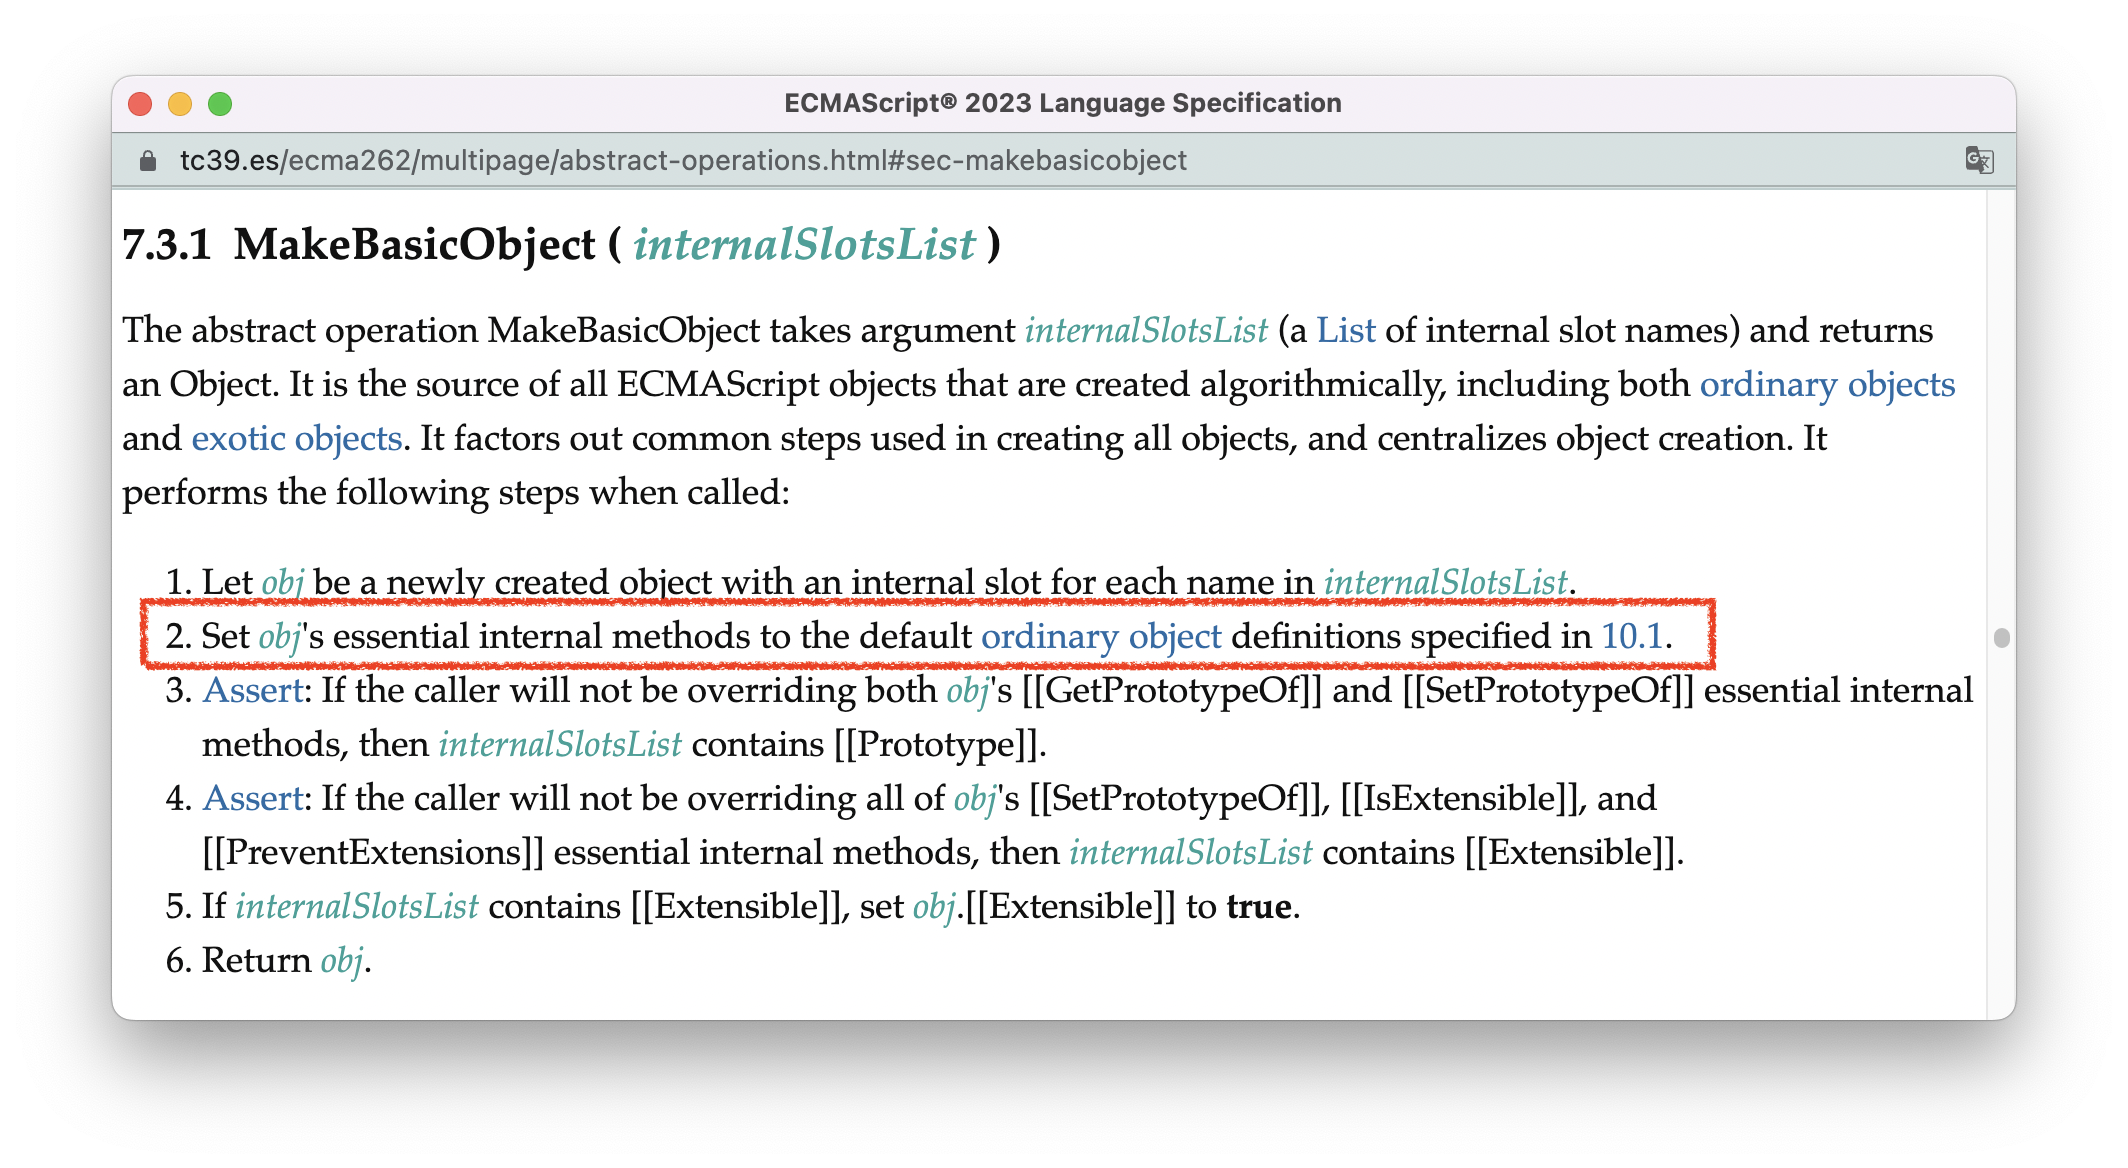 ECMAScript® 2023 Language Specification
tc39.es/ecma262/multipage/abstract-operations.html#sec-makebasicobject
7.3.1 MakeBasicObject ( internalSlotsList )
The abstract operation MakeBasicObject takes argument internalSlotsList (a List of internal slot names) and returns
an Object. It is the source of all ECMAScript objects that are created algorithmically, including both ordinary objects
and exotic objects. It factors out common steps used in creating all objects, and centralizes object creation. It
performs the following steps when called:
1. Let obj be a newly created object with an internal slot for each name in internalSlotsList.
2. Set obj's essential internal methods to the default ordinary object definitions specified in 10.1.
3. Assert: If the caller will not be overriding both obj's [[GetPrototypeOf]] and [[SetPrototypeOf]] essential internal
methods, then internalSlotsList contains [[Prototype]].
4. Assert: If the caller will not be overriding all of obj's [[SetPrototypeOf]], [[IsExtensible]], and
[[PreventExtensions]] essential internal methods, then internalSlotsList contains [[Extensible]].
5. If internalSlotsList contains [[Extensible]], set obj.[[Extensible]] to true.
6. Return obj.